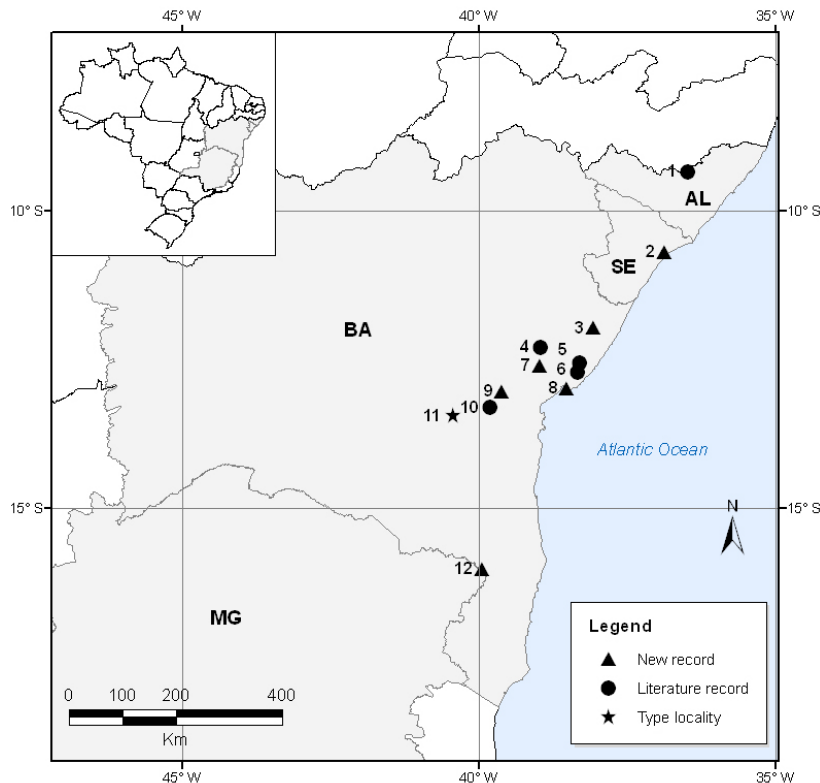 45° W
40° W
35° W
1
AL
10° S
10° S
2
SE
3
BA
4
5
7
6
9
8
10
11
Atlantic Ocean
15° S
15° S
N
12
MG
Legend
New record
Literature record
Type locality
0 100 200 400
Km
45° W
40° W
35° W